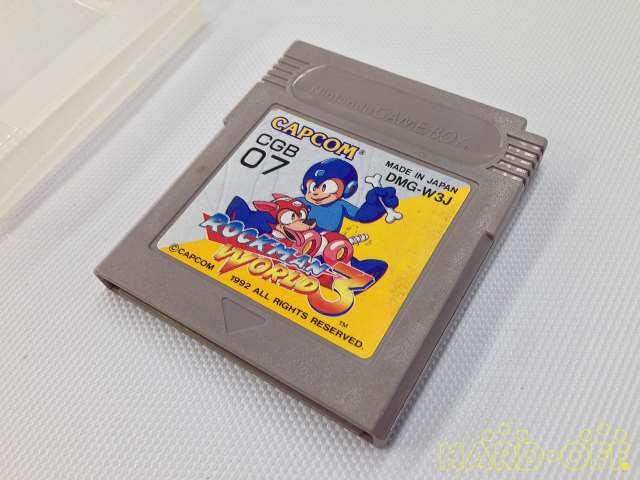 Nintendo GAME BOY
CAPCOM
CGB
07
MADE IN JAPAN
DMG-W3J
ROCKMAN
WORLD 3
TM
©CAPCOM 1992 ALL RIGHTS RESERVED.
HARD・OFF